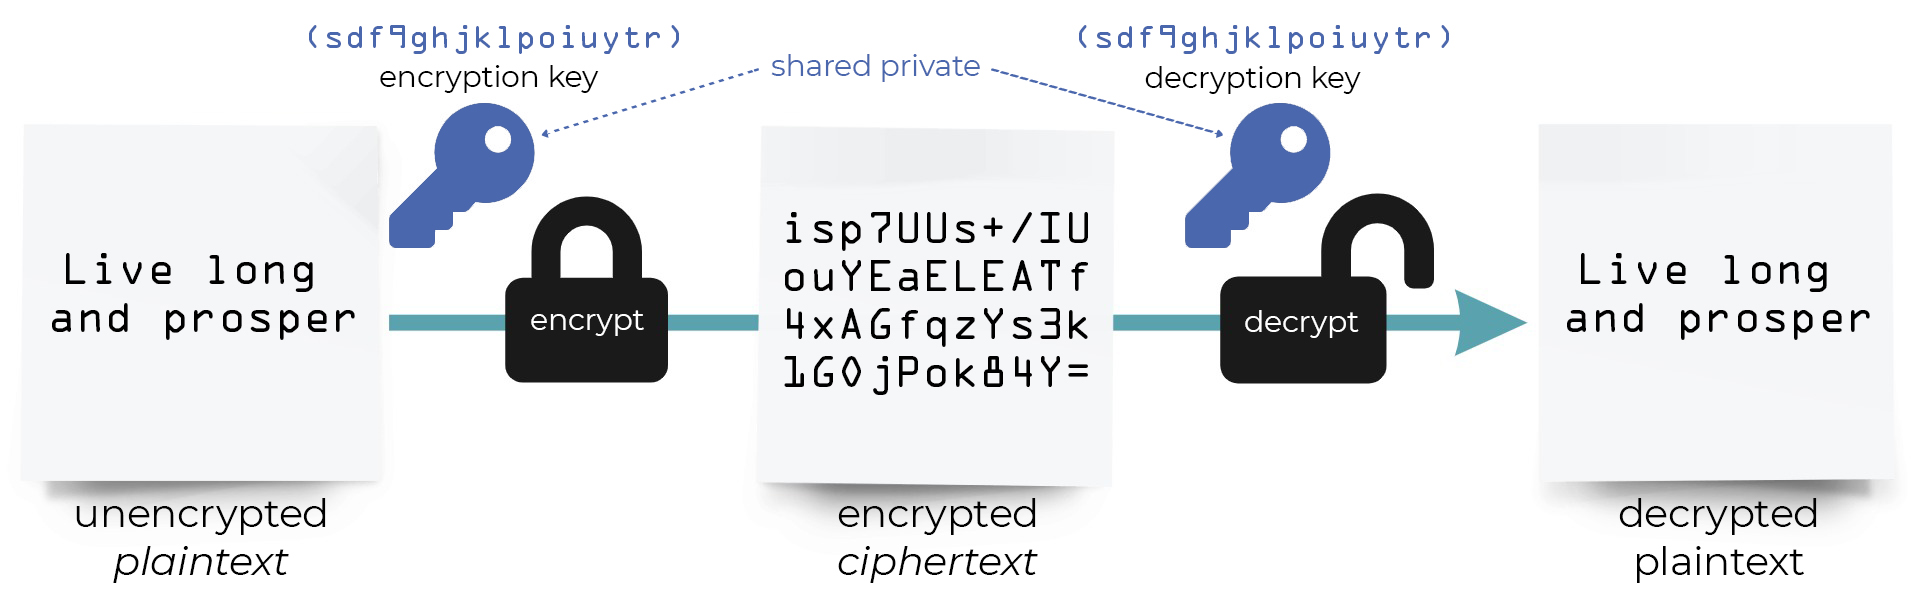 (sdf9ghjklpoiuytr)
encryption key
shared private
(sdf9ghjklpoiuytr)
decryption key
Live long
and prosper
encrypt
isp7UUs+/IU
ouYEaELEATf
4xAGfqzYs3k
lG0jPok84Y=
decrypt
Live long
and prosper
unencrypted
plaintext
encrypted
ciphertext
decrypted
plaintext